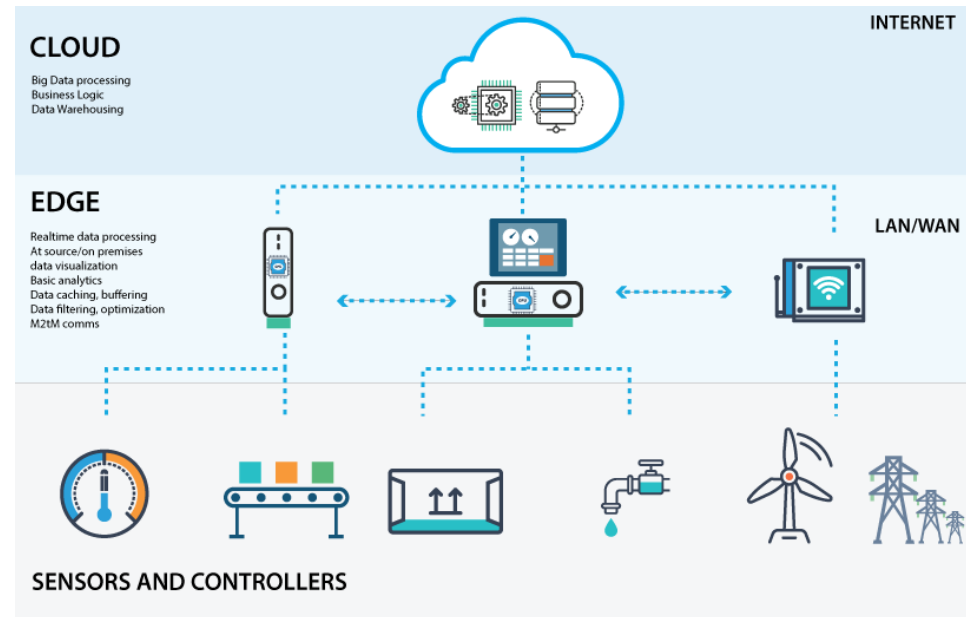 INTERNET
CLOUD
Big Data processing
Business Logic
Data Warehousing
EDGE
LAN/WAN
Realtime data processing
At source/on premises
data visualization
Basic analytics
Data caching, buffering
Data filtering, optimization
M2tM comms
SENSORS AND CONTROLLERS